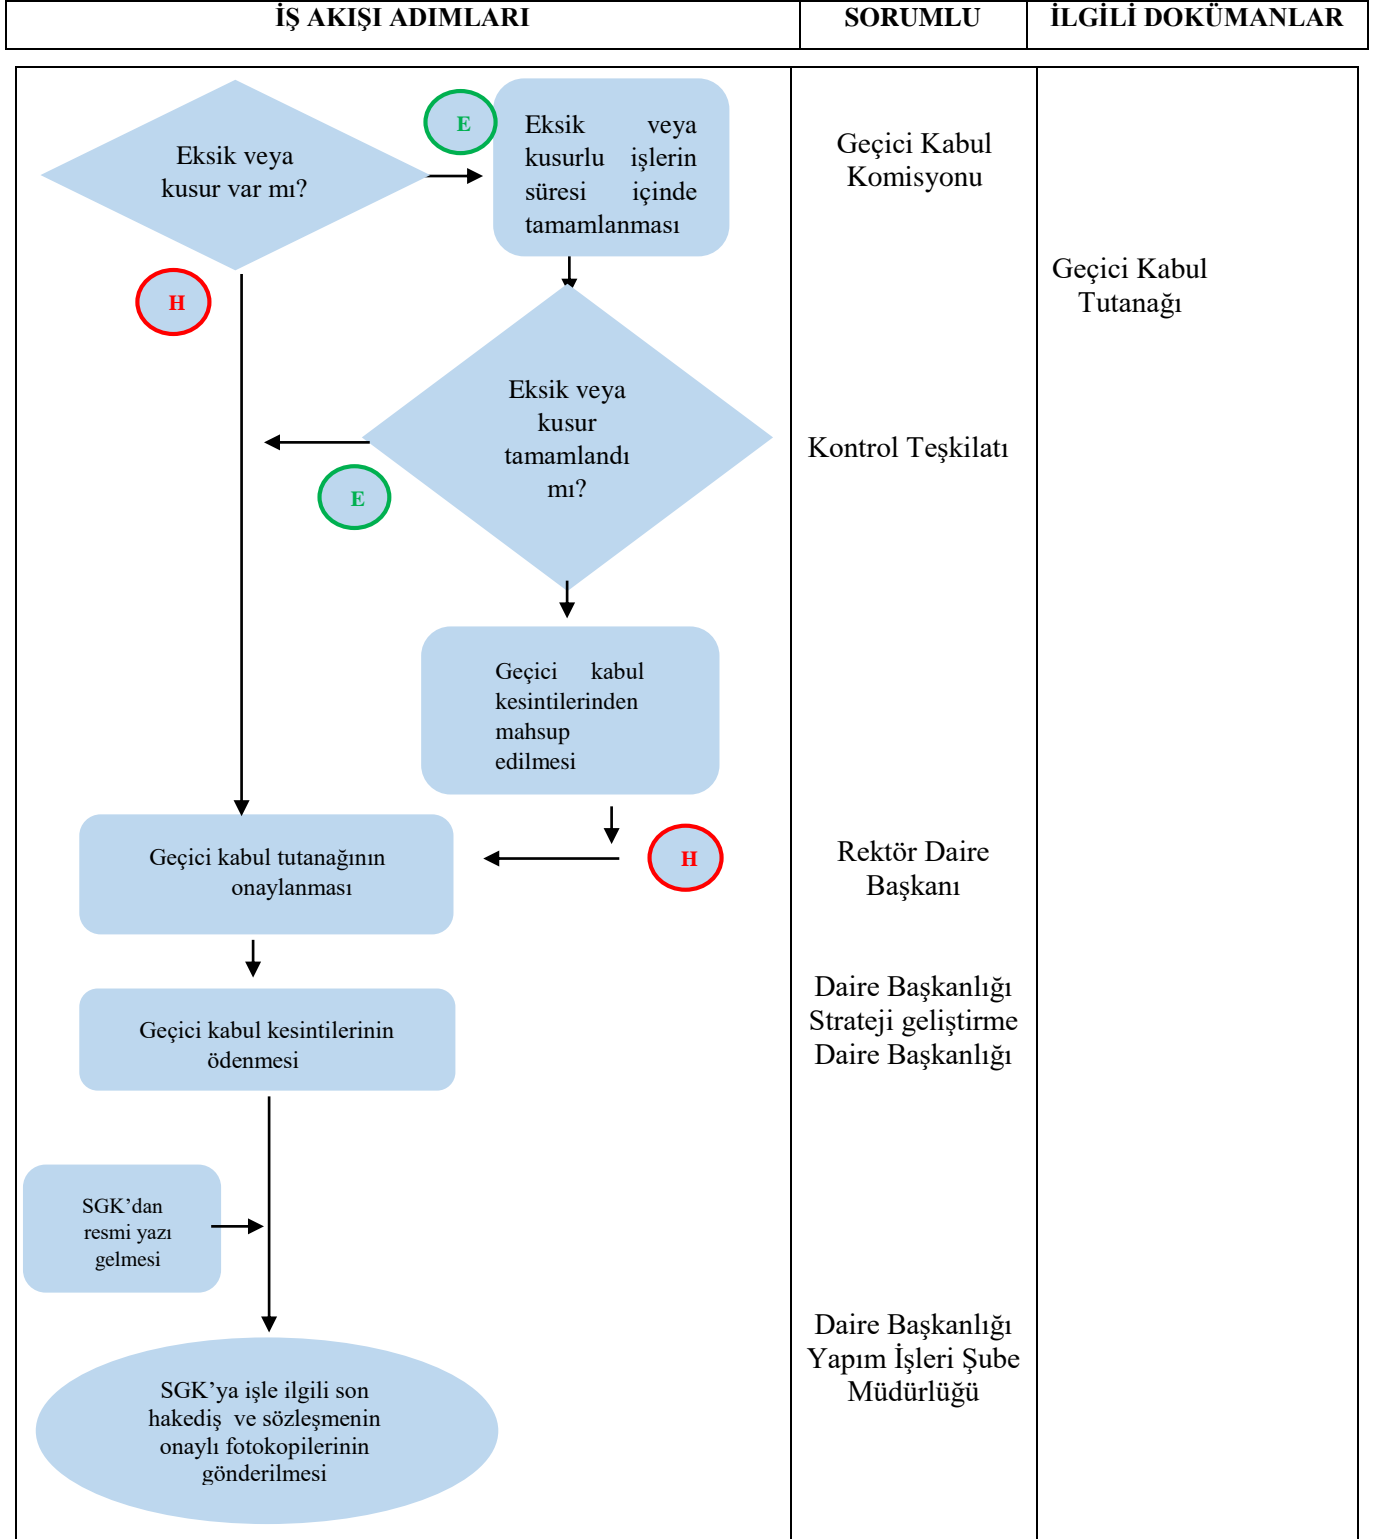 İŞ AKIŞI ADIMLARI
SORUMLU
İLGİLİ DOKÜMANLAR
Eksik veya
kusur var mı?
E
Eksik veya
kusurlu işlerin
süresi içinde
tamamlanması
Geçici Kabul
Komisyonu
Geçici Kabul
Tutanağı
H
Eksik veya
kusur
tamamlandı
mı?
Kontrol Teşkilatı
E
Geçici kabul
kesintilerinden
mahsup
edilmesi
H
Geçici kabul tutanağının
onaylanması
Rektör Daire
Başkanı
Geçici kabul kesintilerinin
ödenmesi
Daire Başkanlığı
Strateji geliştirme
Daire Başkanlığı
SGK’dan
resmi yazı
gelmesi
SGK’ya işle ilgili son
hakediş ve sözleşmenin
onaylı fotokopilerinin
gönderilmesi
Daire Başkanlığı
Yapım İşleri Şube
Müdürlüğü